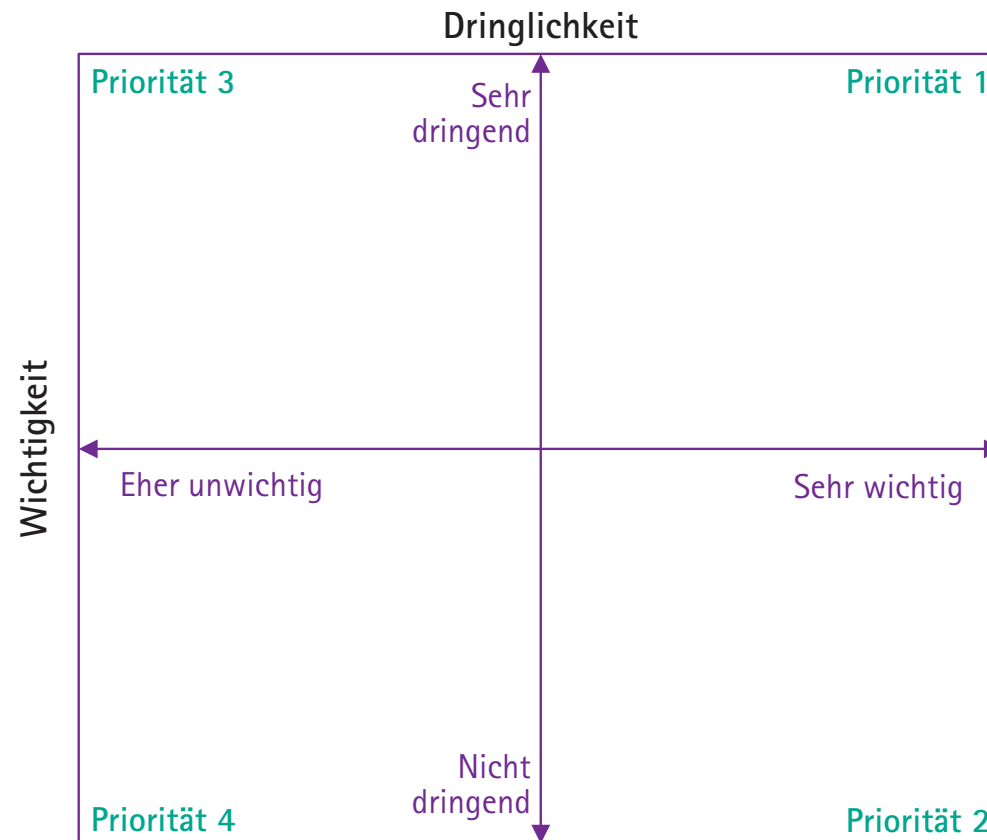 Dringlichkeit
Priorität 3
Priorität 1
Sehr
dringend
Wichtigkeit
Eher unwichtig
Sehr wichtig
Nicht
dringend
Priorität 4
Priorität 2